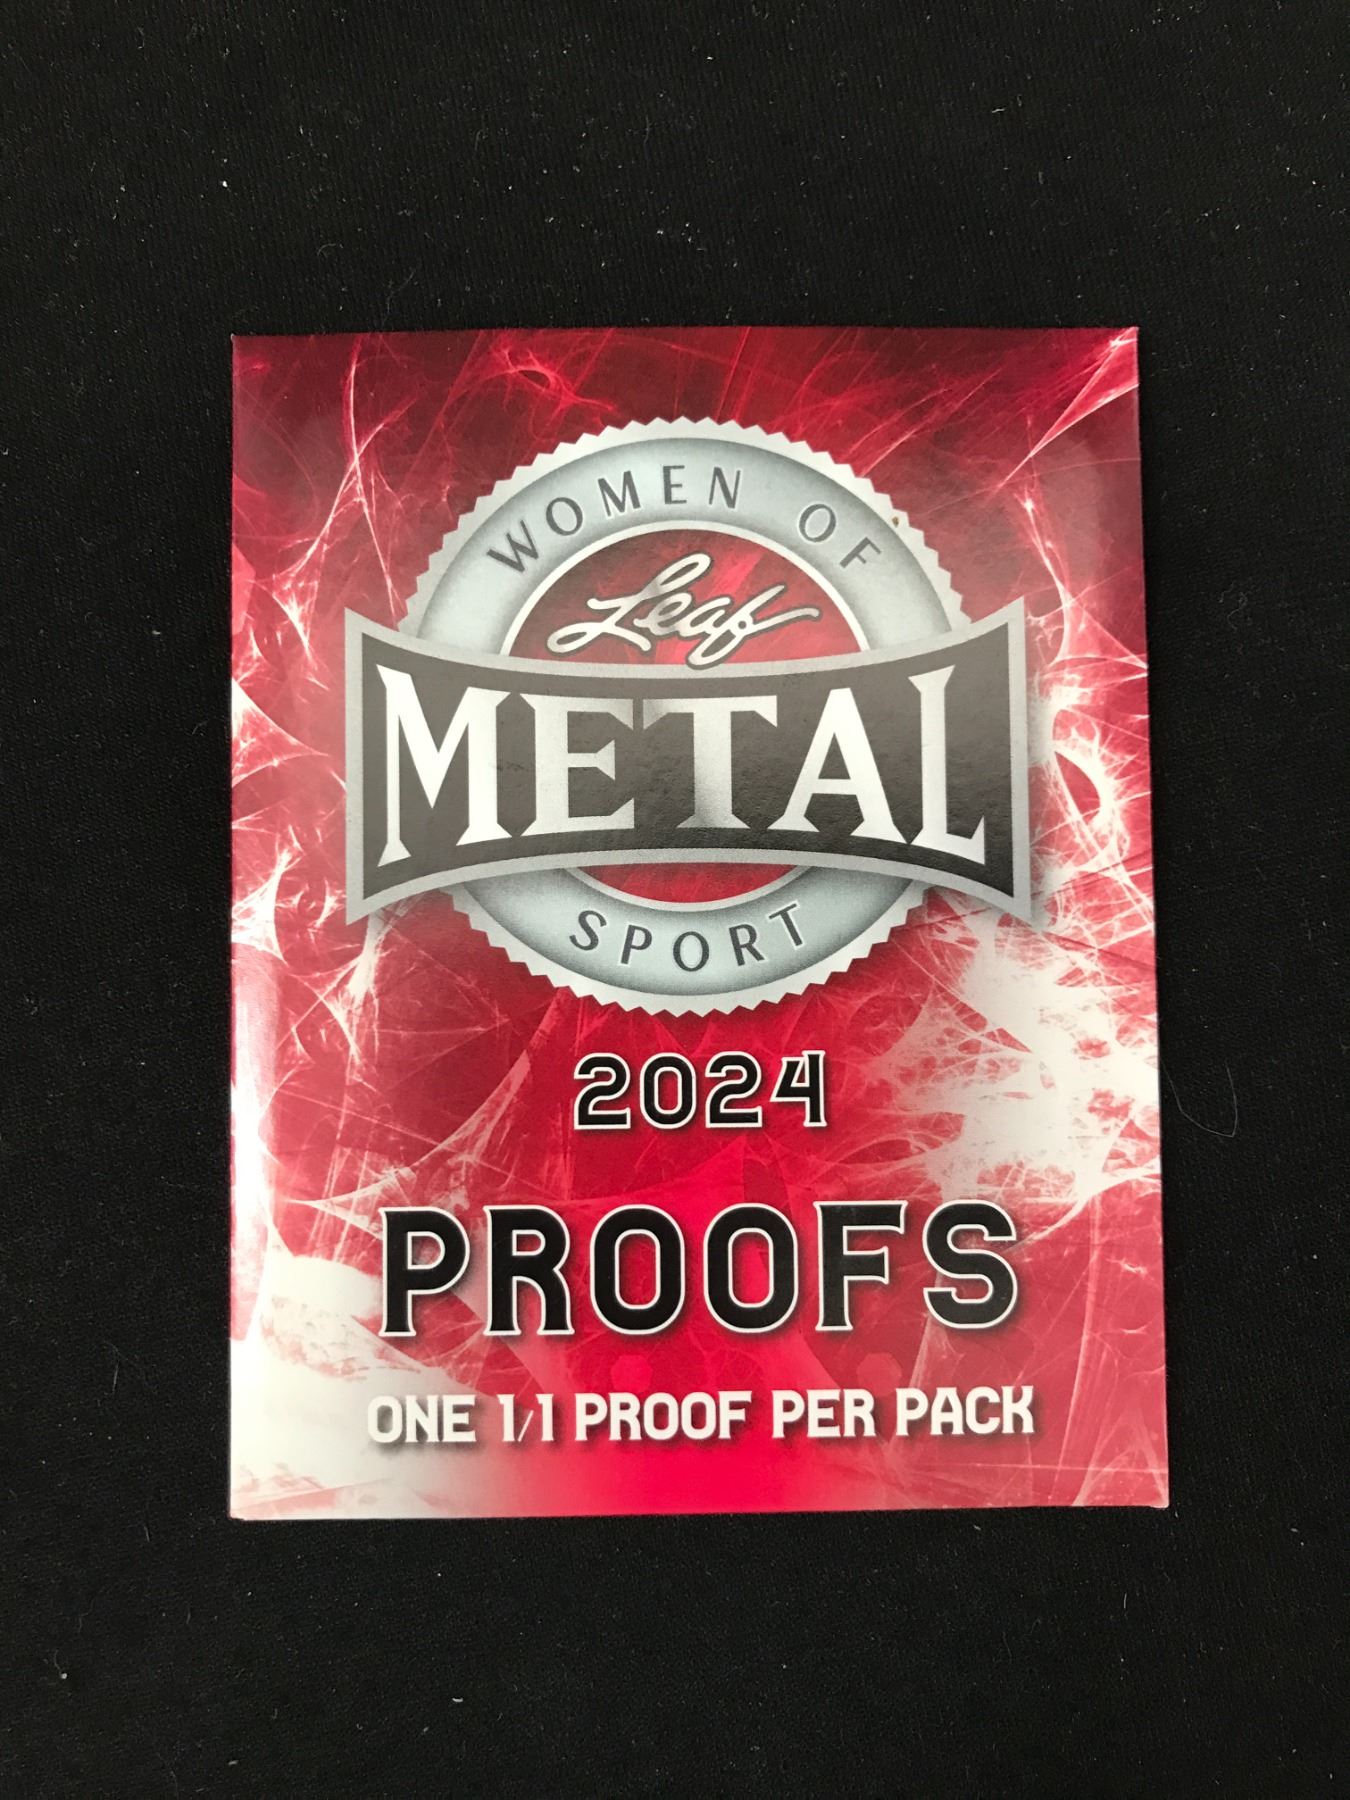 WOMEN OF
Leaf
METAL
SPORT
2024
PROOFS
ONE 1/1 PROOF PER PACK